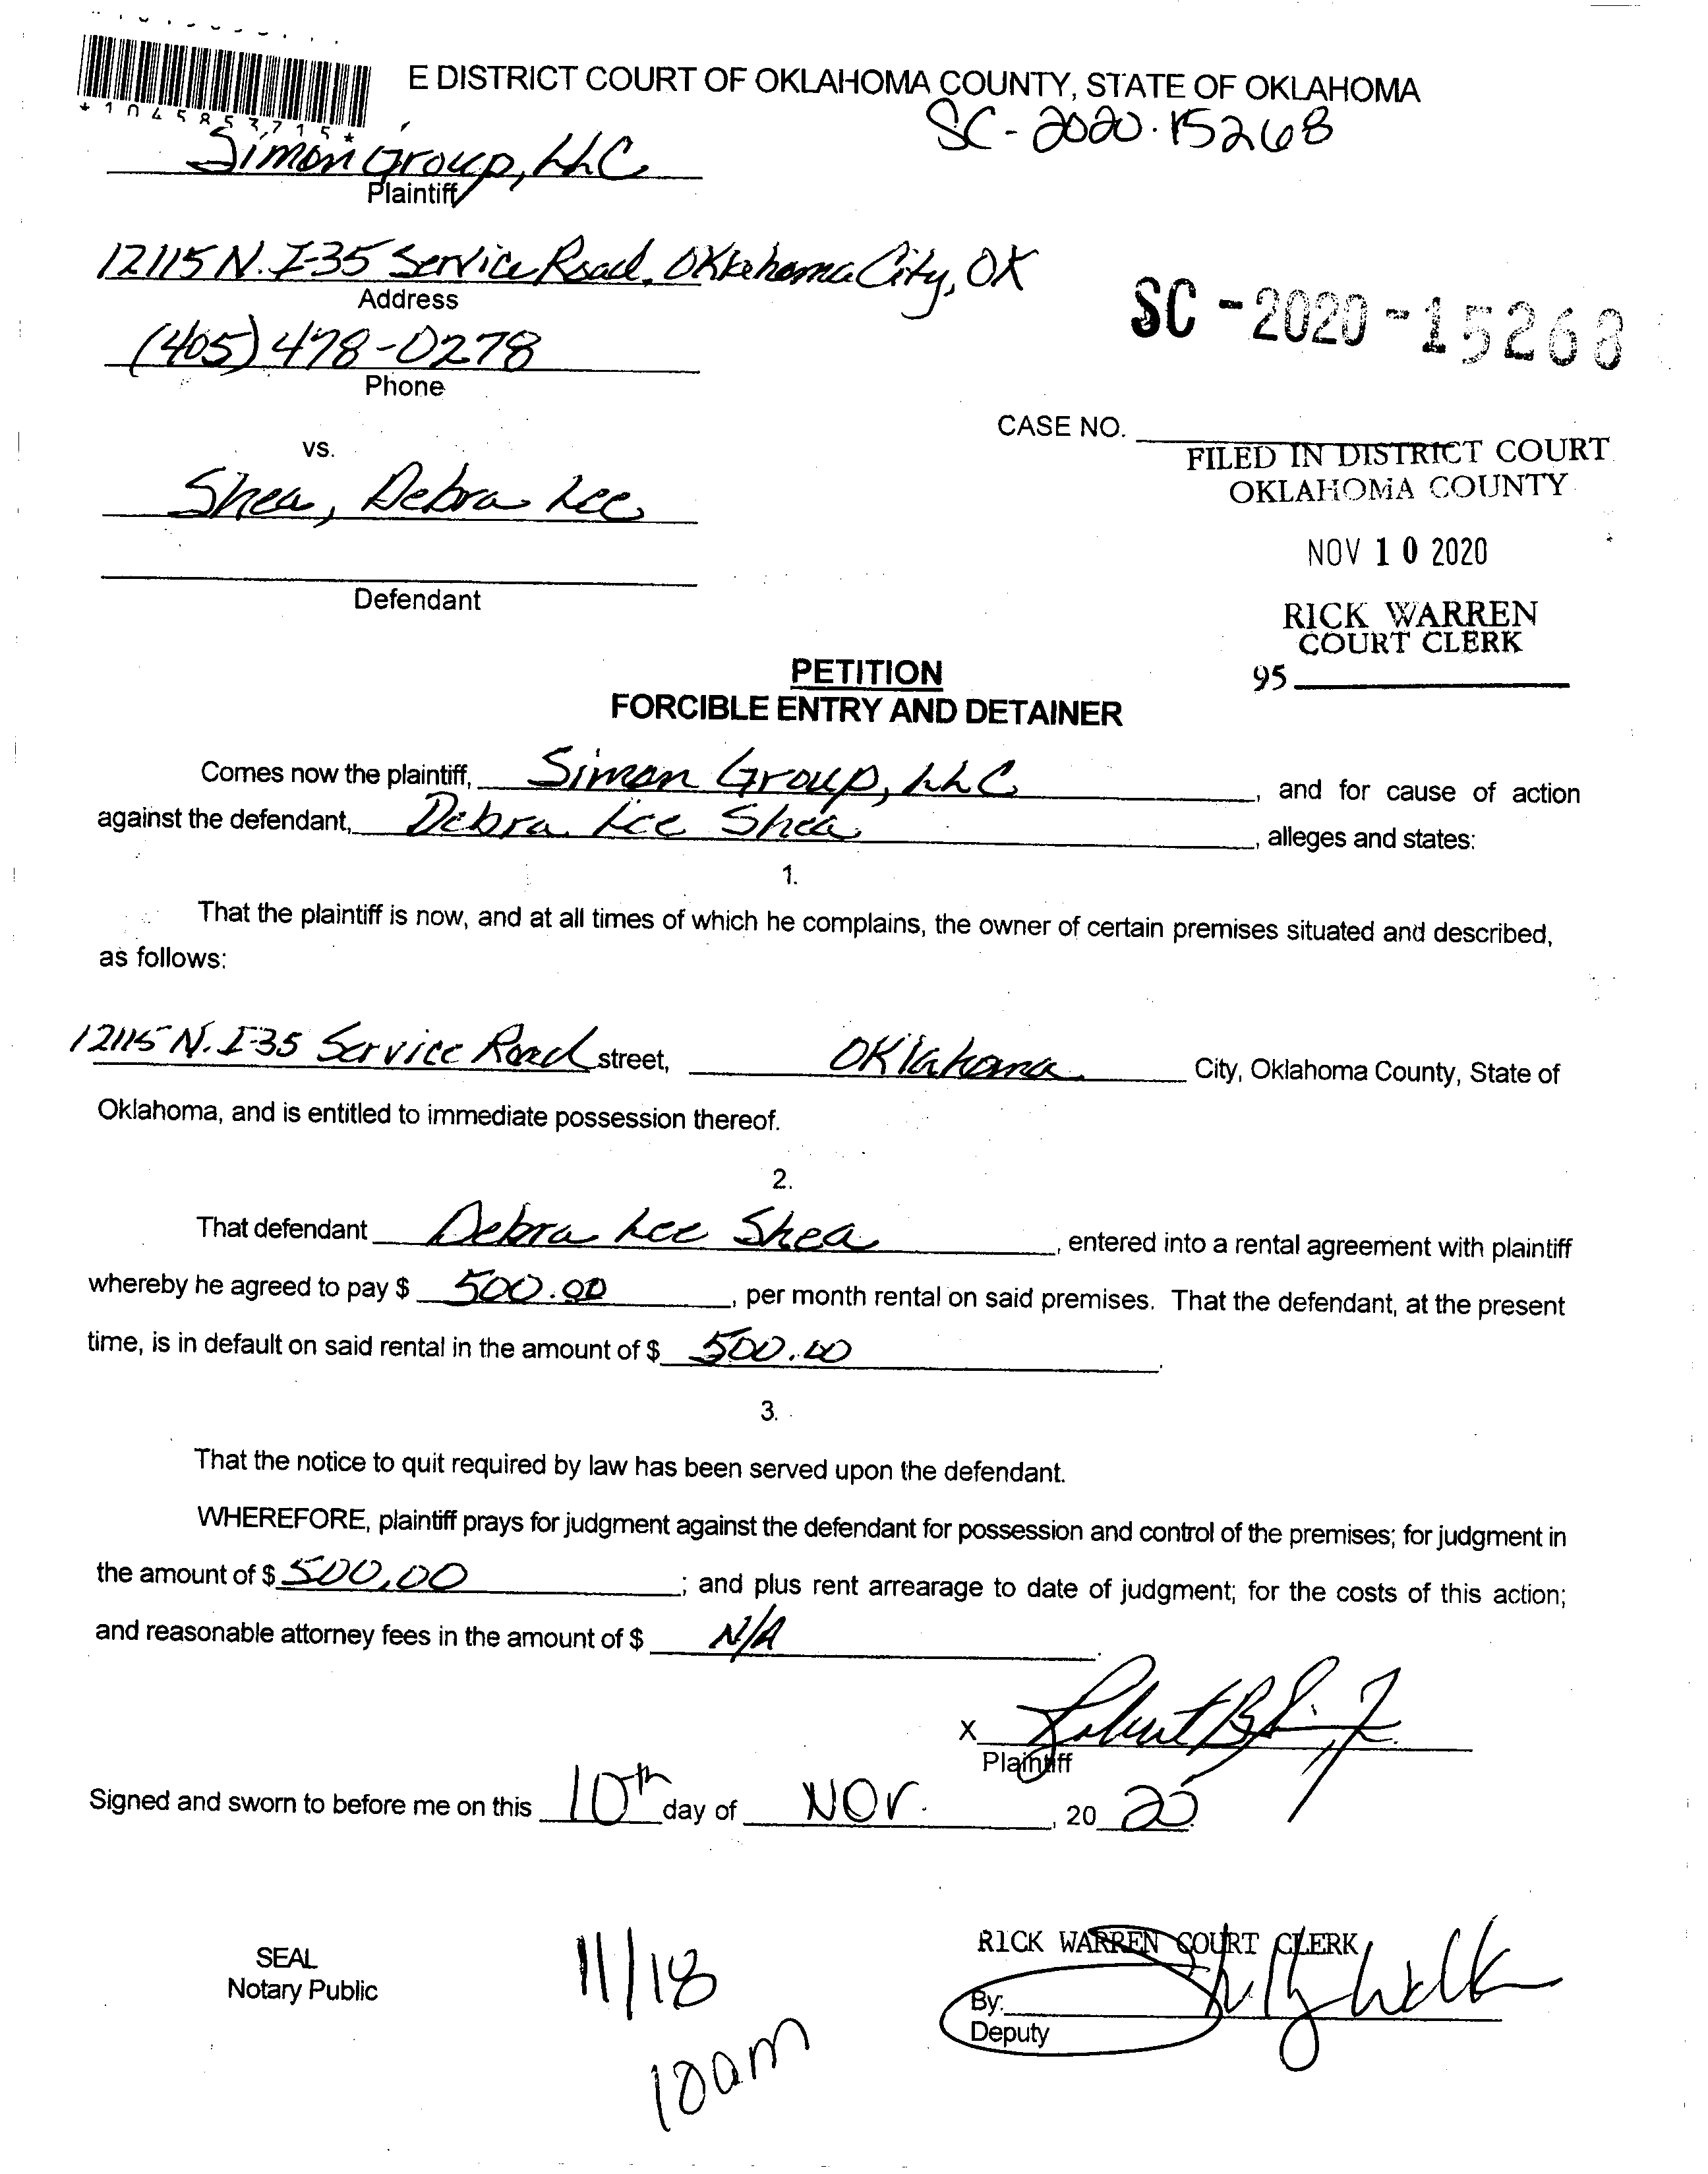 E DISTRICT COURT OF OKLAHOMA COUNTY, STATE OF OKLAHOMA
*1045853715*
SC-2020-15268
Simon Group, LLC
Plaintiff
12115 N. I-35 Service Road, Oklahoma City, OK
Address
SC-2020-15268
(405) 478-0278
Phone
CASE NO.
vs.
FILED IN DISTRICT COURT
OKLAHOMA COUNTY
Shea, Debra Lee
NOV 10 2020
Defendant
RICK WARREN
COURT CLERK
95
PETITION
FORCIBLE ENTRY AND DETAINER
Comes now the plaintiff, Simon Group, LLC, and for cause of action
against the defendant, Debra Lee Shea, alleges and states:
1.
That the plaintiff is now, and at all times of which he complains, the owner of certain premises situated and described,
as follows:
12115 N. I-35 Service Road street, Oklahoma City, Oklahoma County, State of
Oklahoma, and is entitled to immediate possession thereof.
2.
That defendant Debra Lee Shea, entered into a rental agreement with plaintiff
whereby he agreed to pay $ 500.00, per month rental on said premises. That the defendant, at the present
time, is in default on said rental in the amount of $ 500.00.
3.
That the notice to quit required by law has been served upon the defendant.
WHEREFORE, plaintiff prays for judgment against the defendant for possession and control of the premises; for judgment in
the amount of $ 500.00; and plus rent arrearage to date of judgment; for the costs of this action;
and reasonable attorney fees in the amount of $ N/A.
X Robert B
Plaintiff
Signed and sworn to before me on this 10th day of Nov., 20 20
RICK WARREN COURT CLERK
SEAL
Notary Public
11/18
By:
Deputy
10am